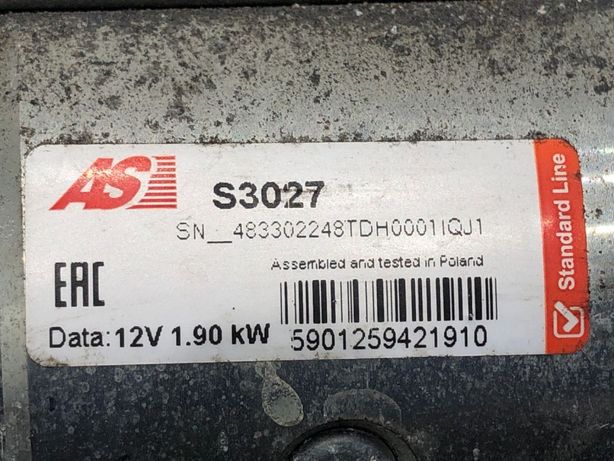 AS
S3027
SN__483302248TDH0001IQJ1
Assembled and tested in Poland
EAC
Data: 12V 1.90 kW
5901259421910
Standard Line